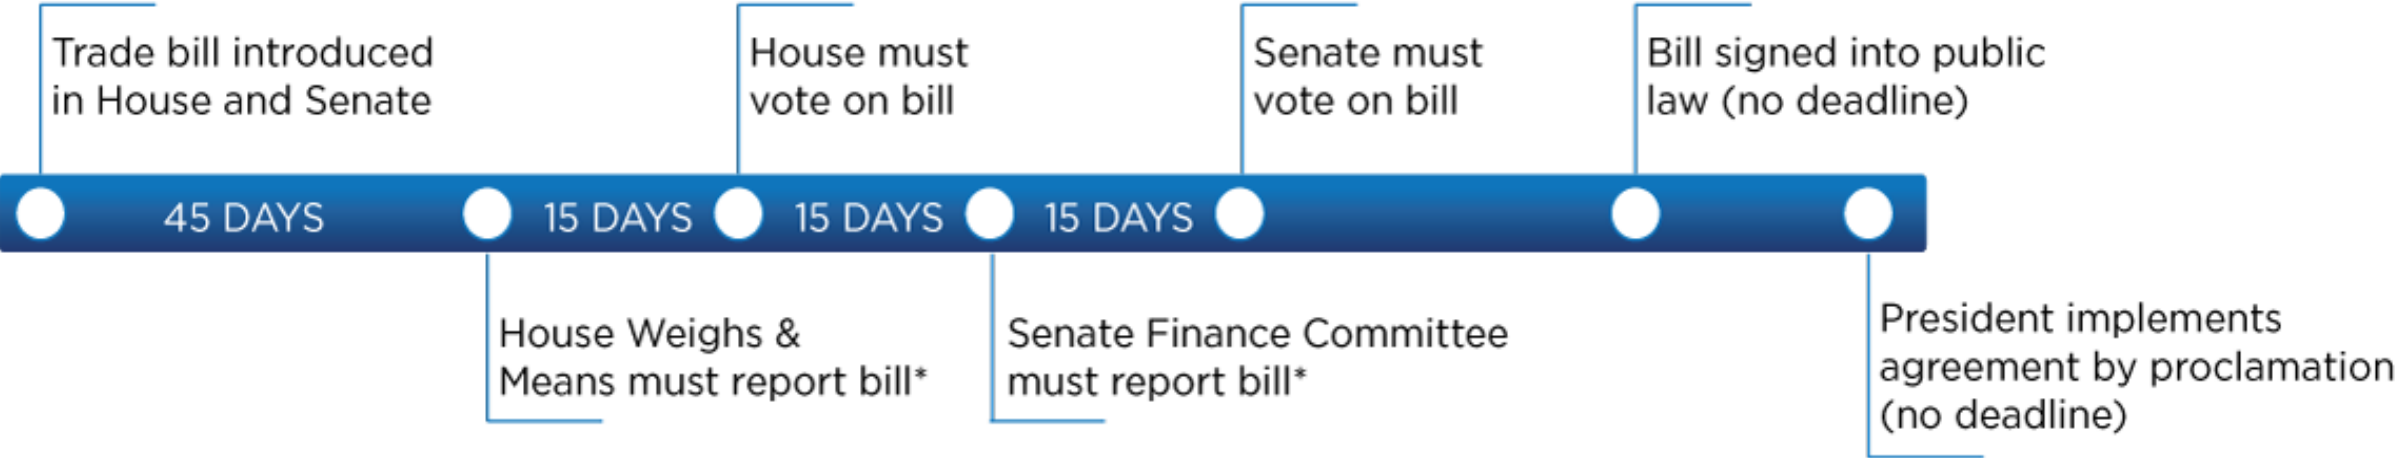 Trade bill introduced
in House and Senate
House must
vote on bill
Senate must
vote on bill
Bill signed into public
law (no deadline)
45 DAYS
15 DAYS
15 DAYS
15 DAYS
House Weighs &
Means must report bill*
Senate Finance Committee
must report bill*
President implements
agreement by proclamation
(no deadline)